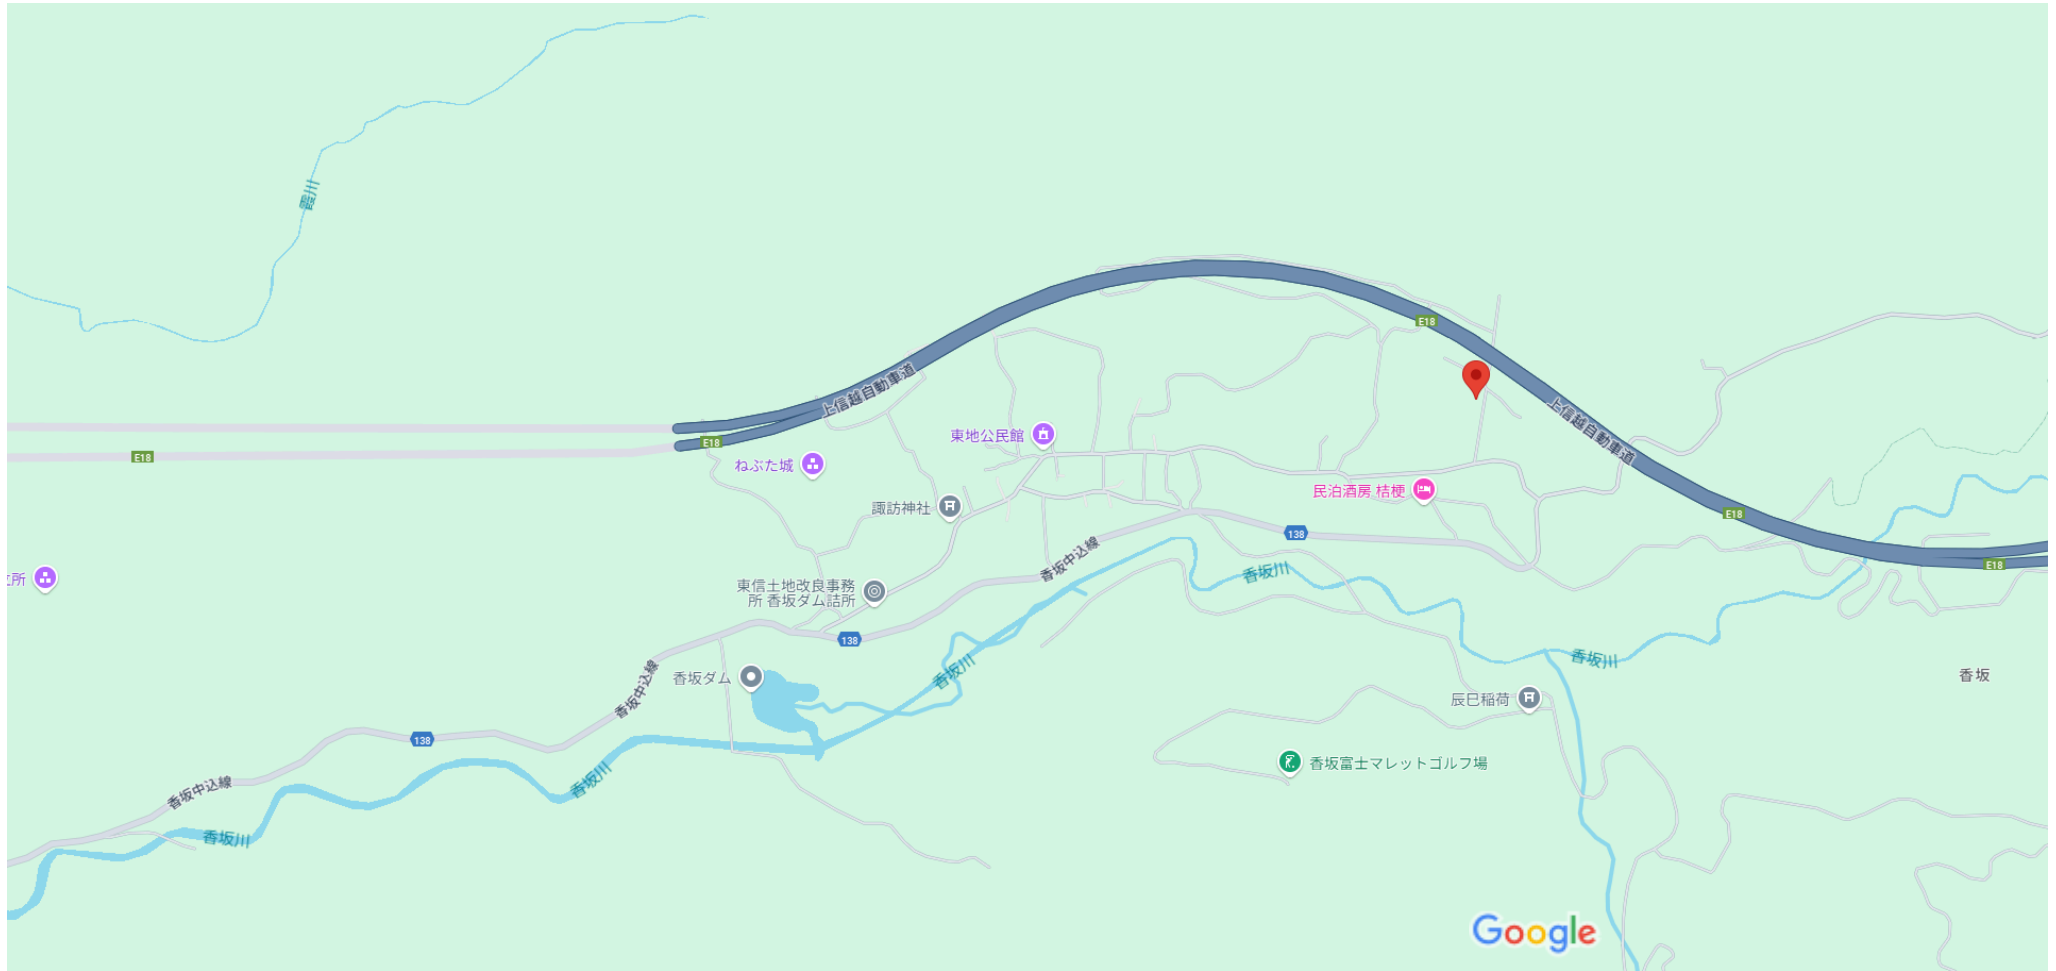 霞川
E18
上信越自動車道
上信越自動車道
東地公民館
E18
E18
ねぶた城
民泊酒房 桔梗
諏訪神社
E18
138
香坂中込線
E18
香坂川
東信土地改良事務
所 香坂ダム詰所
138
香坂川
香坂川
香坂
香坂ダム
香坂中込線
辰巳稲荷
138
香坂富士マレットゴルフ場
香坂川
香坂中込線
香坂川
E18
Google